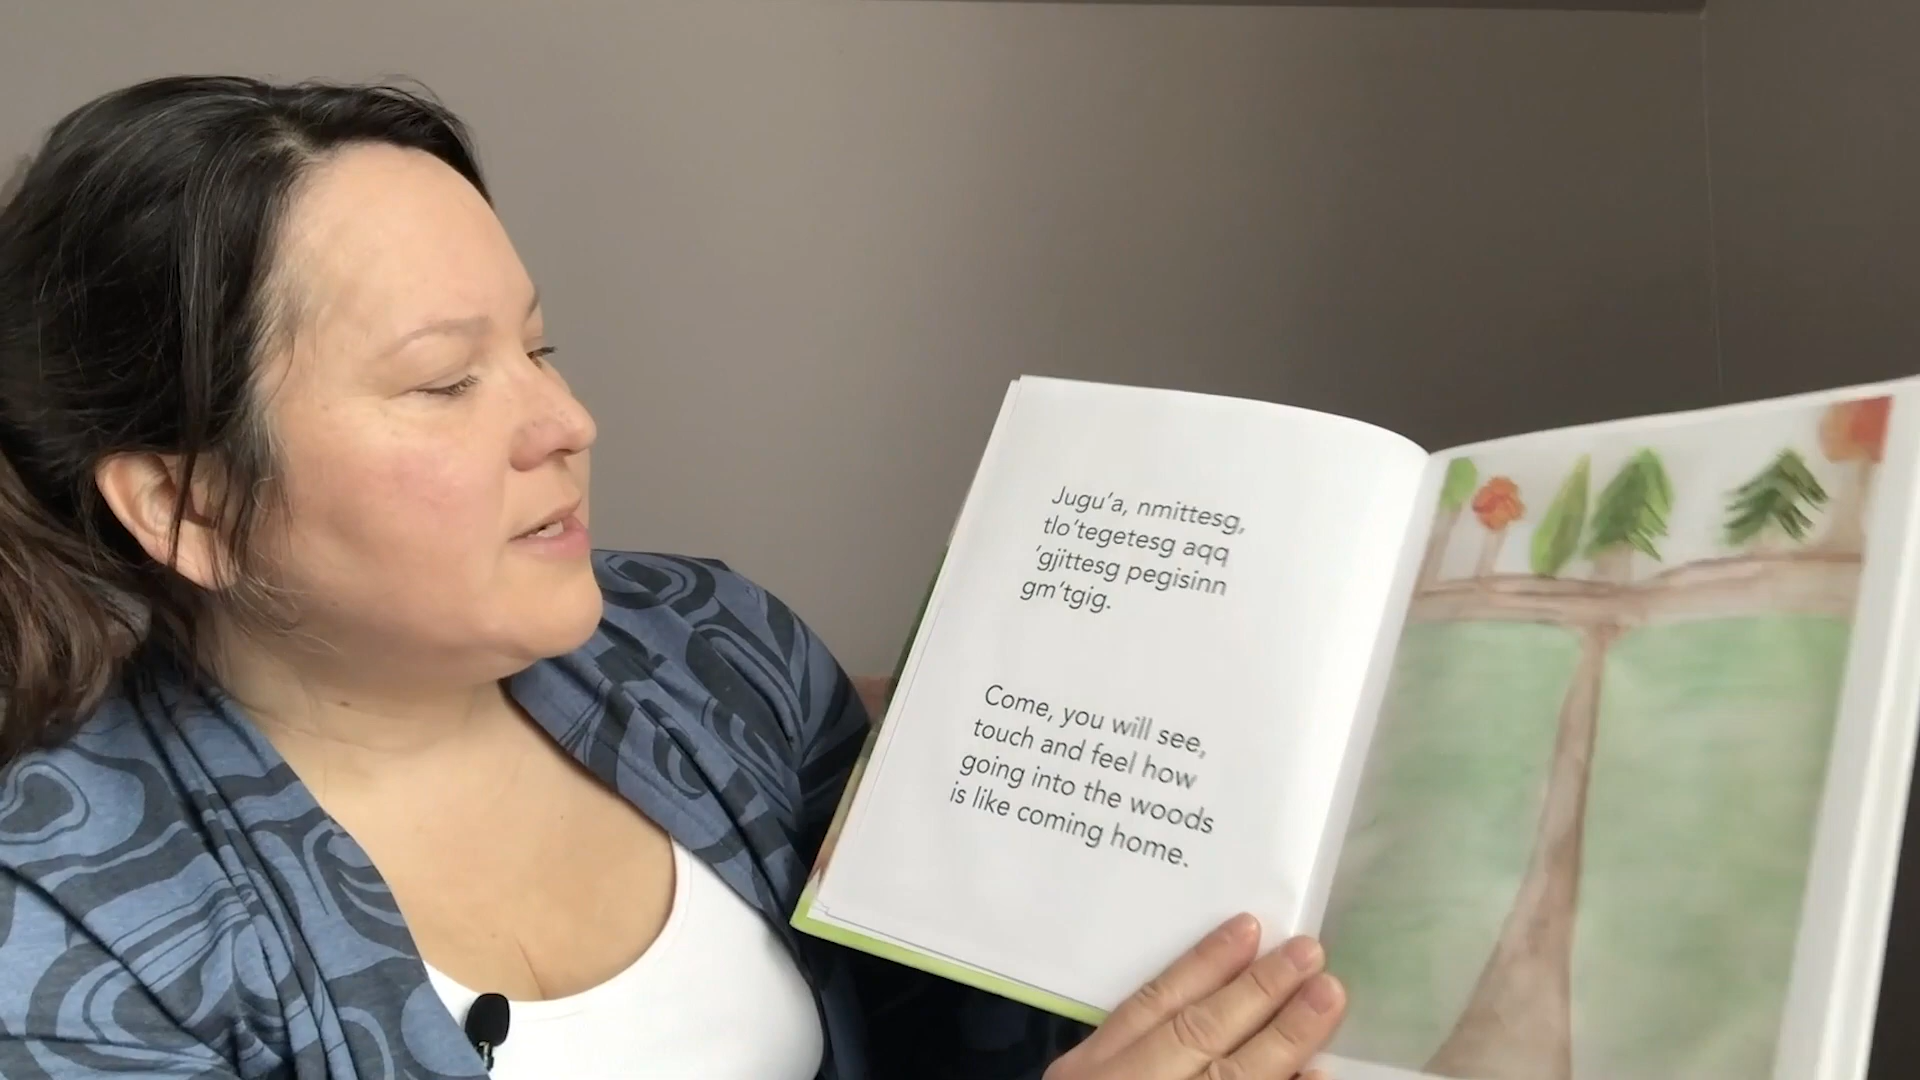 Jugu'a, nmittesg,
tlo'tegetesg aqq
'gjittesg pegisinn
gm'tgig.
Come, you will see,
touch and feel how
going into the woods
is like coming home.